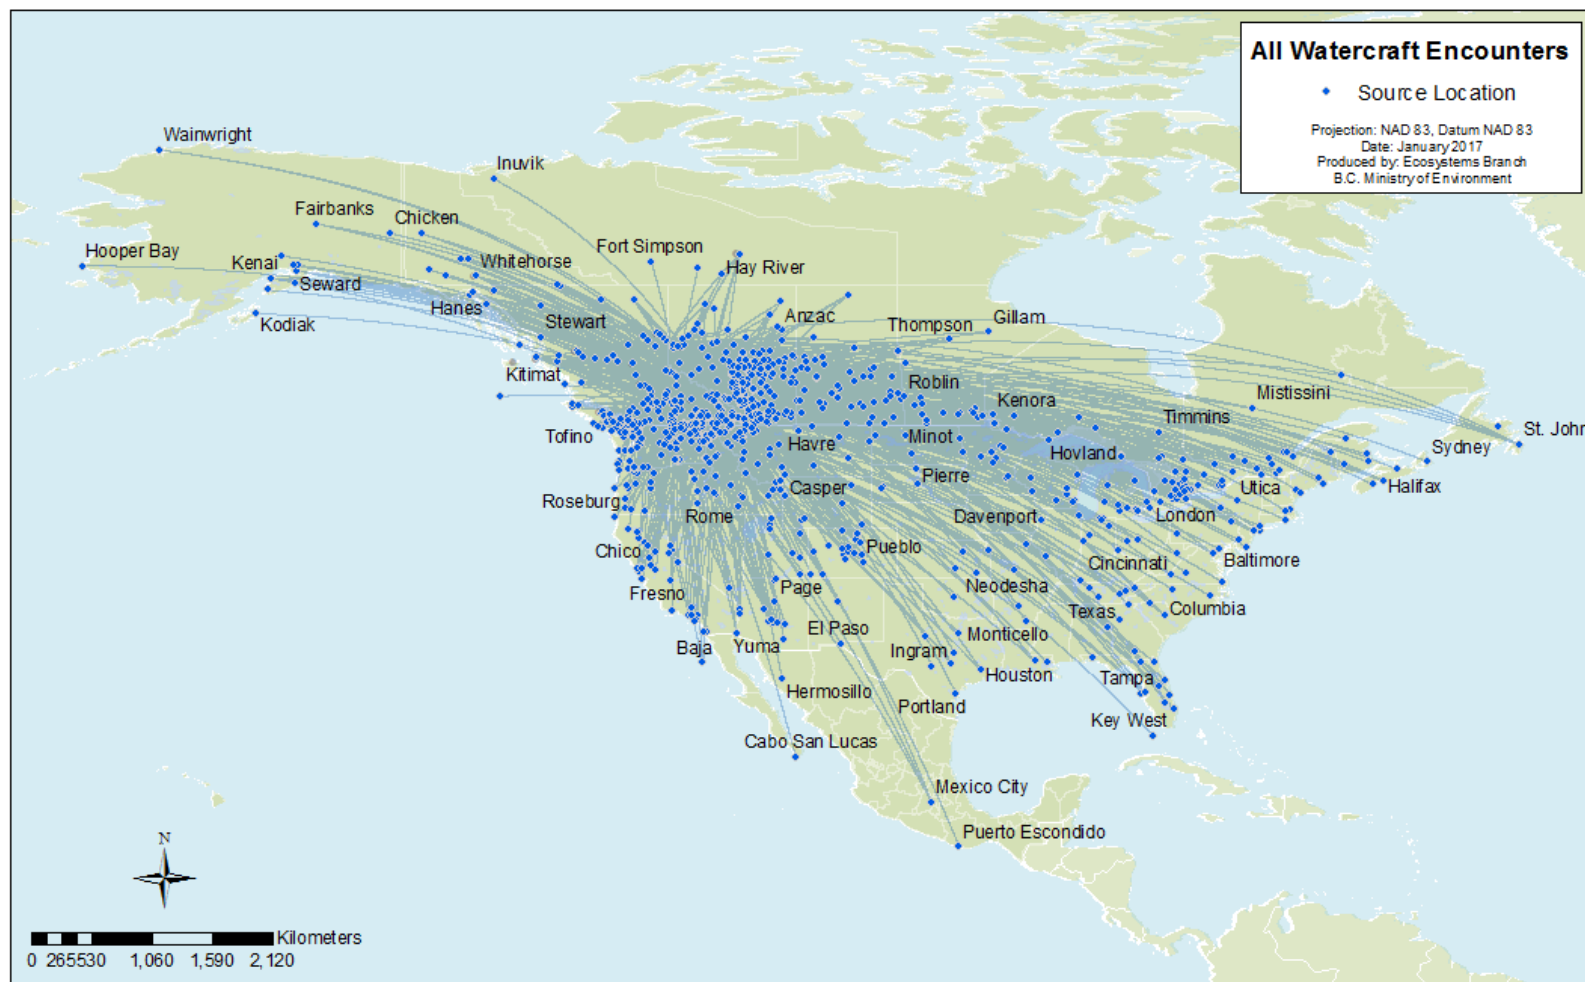 All Watercraft Encounters
Source Location
Projection: NAD 83, Datum NAD 83
Date: January 2017
Produced by: Ecosystems Branch
B.C. Ministry of Environment
Wainwright
Inuvik
Fairbanks
Chicken
Hooper Bay
Kenai
Whitehorse
Fort Simpson
Hay River
Seward
Hanes
Kodiak
Stewart
Anzac
Thompson
Gillam
Kitimat
Roblin
Mistissini
Kenora
Timmins
Tofino
Havre
Minot
Hovland
Sydney
St. John
Roseburg
Casper
Pierre
Utica
Halifax
Rome
Davenport
London
Chico
Pueblo
Cincinnati
Baltimore
Fresno
Page
Neodesha
Texas
Columbia
El Paso
Monticello
Baja
Yuma
Ingram
Hermosillo
Houston
Tampa
Portland
Key West
Cabo San Lucas
Mexico City
Puerto Escondido
N
Kilometers
0 265530 1,060 1,590 2,120